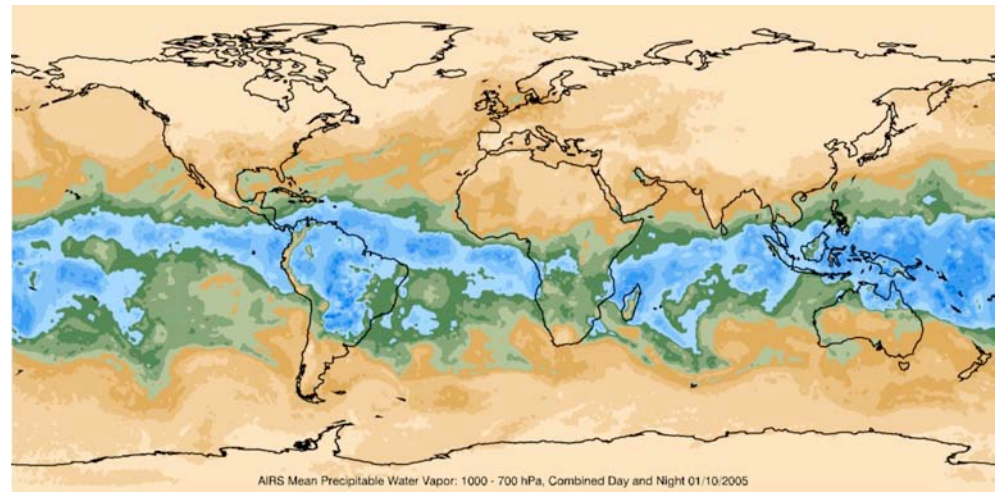 AIRS Mean Precipitable Water Vapor: 1000 - 700 hPa, Combined Day and Night 01/10/2005